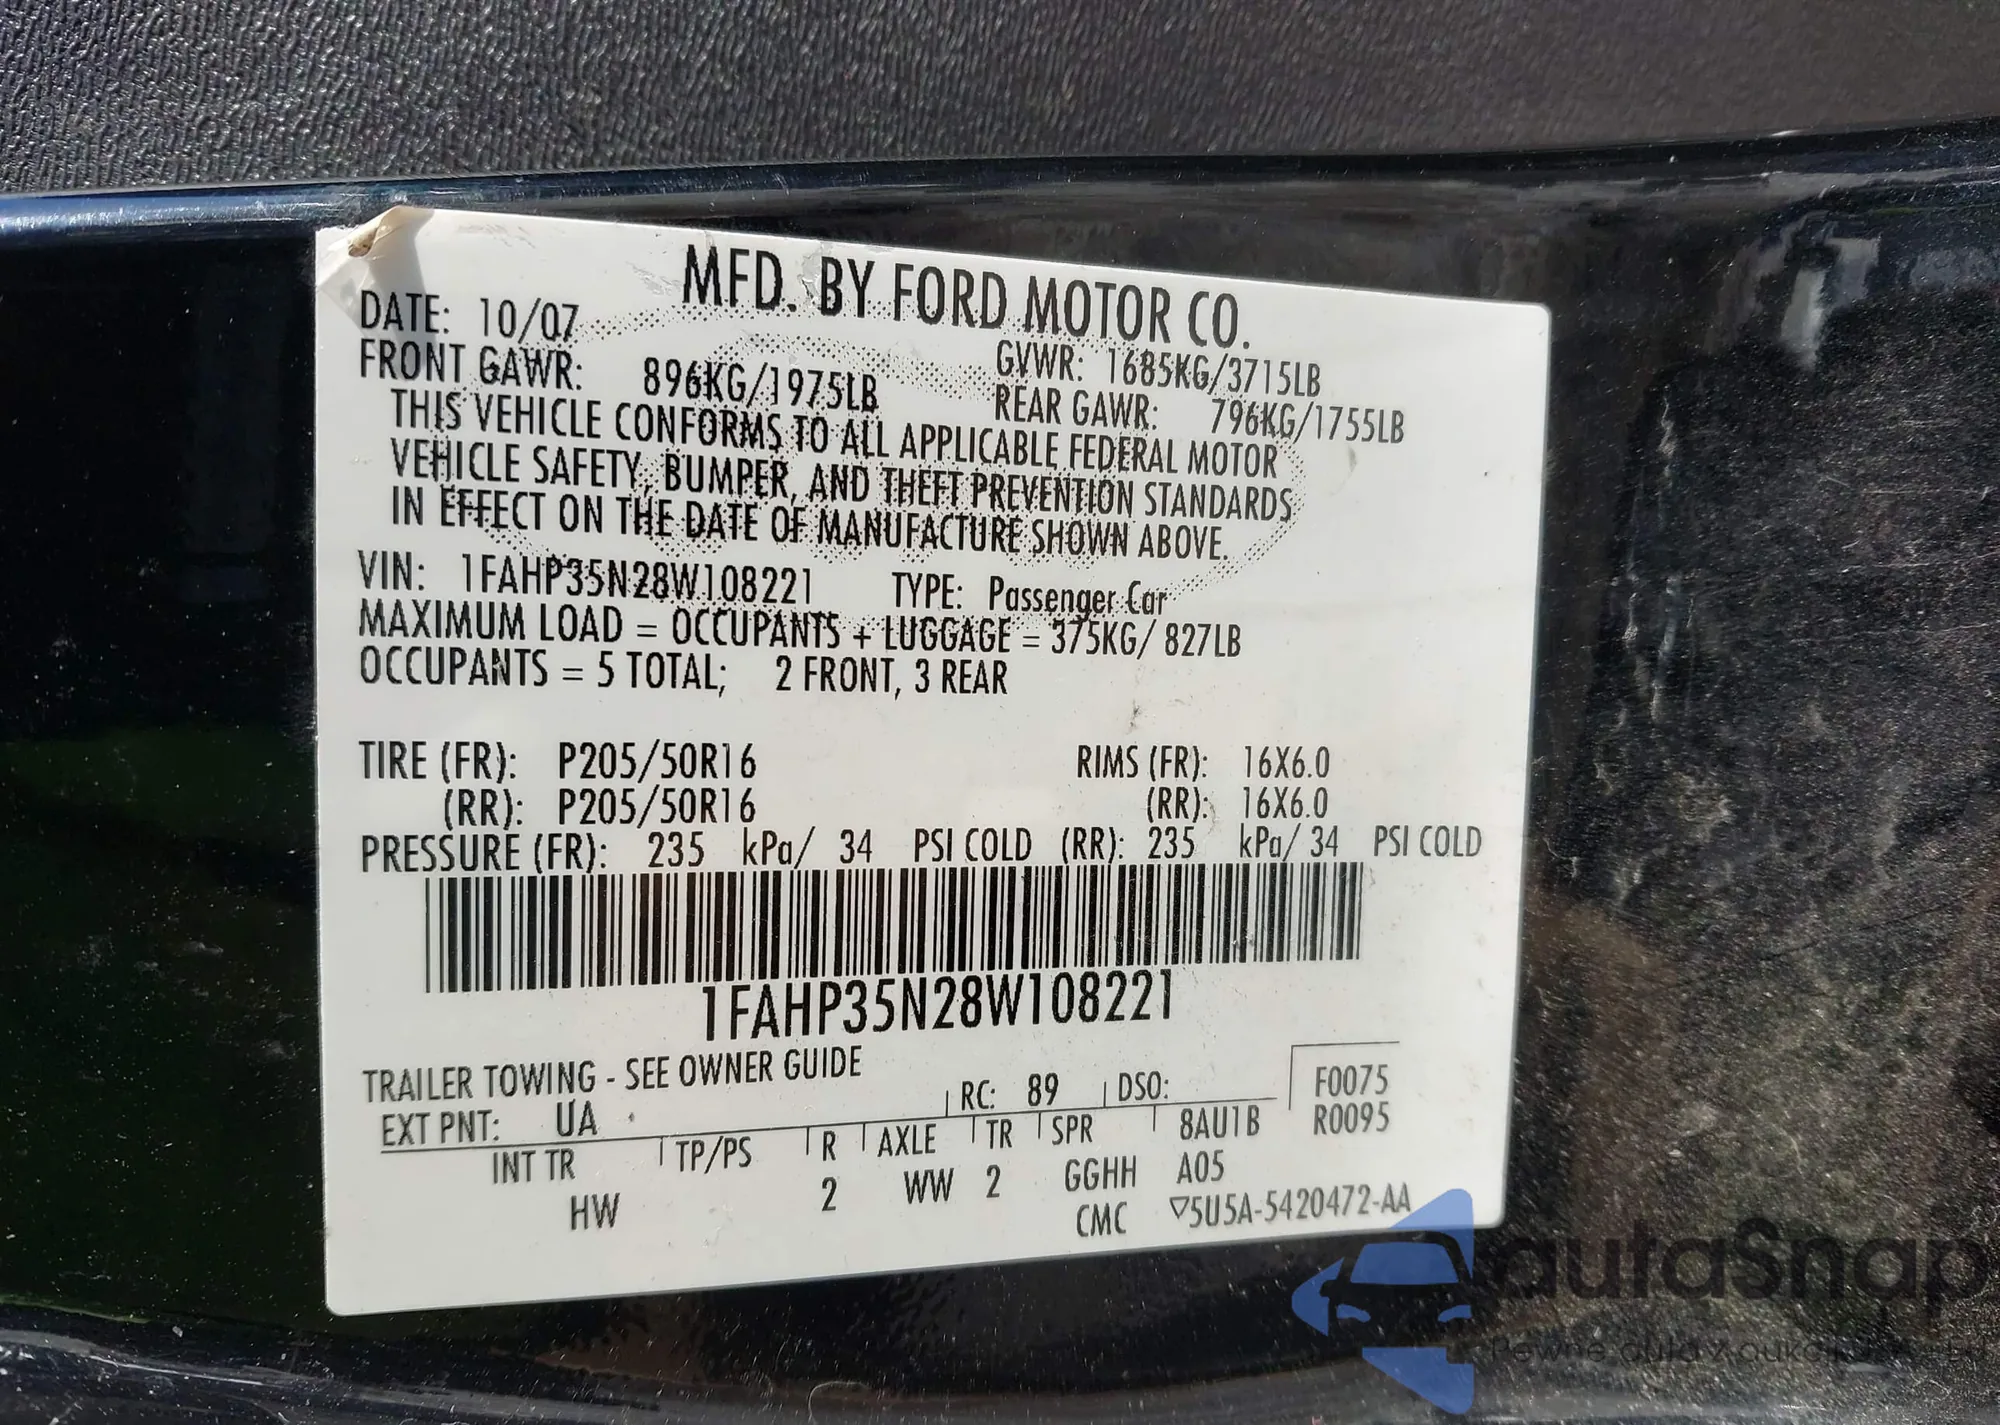 MFD. BY FORD MOTOR CO.
DATE: 10/07
GVWR: 1685KG/3715LB
FRONT GAWR: 896KG/1975LB
REAR GAWR: 796KG/1755LB
THIS VEHICLE CONFORMS TO ALL APPLICABLE FEDERAL MOTOR
VEHICLE SAFETY, BUMPER, AND THEFT PREVENTION STANDARDS
IN EFFECT ON THE DATE OF MANUFACTURE SHOWN ABOVE.
VIN: 1FAHP35N28W108221 TYPE: Passenger Car
MAXIMUM LOAD = OCCUPANTS + LUGGAGE = 375KG/ 827LB
OCCUPANTS = 5 TOTAL; 2 FRONT, 3 REAR
TIRE (FR): P205/50R16 RIMS (FR): 16X6.0
(RR): P205/50R16 (RR): 16X6.0
PRESSURE (FR): 235 kPa/ 34 PSI COLD (RR): 235 kPa/ 34 PSI COLD
1FAHP35N28W108221
TRAILER TOWING - SEE OWNER GUIDE
EXT PNT: UA RC: 89 DSO: F0075
INT TR TP/PS R AXLE TR SPR 8AU1B R0095
HW 2 WW 2 GGHH A05
CMC ▽5U5A-5420472-AA
autaSnap
Pewne auta z